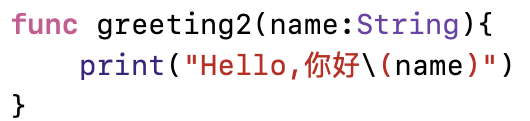 func greeting2(name:String){
    print("Hello,你好\(name)")
}